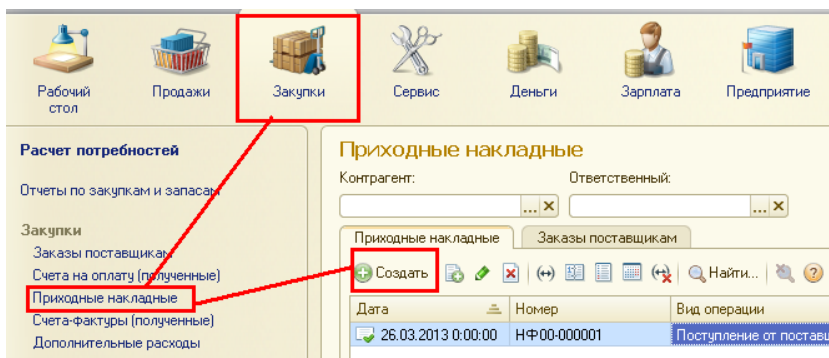 Рабочий стол
Продажи
Закупки
Сервис
Деньги
Зарплата
Предприятие
Расчет потребностей
Отчеты по закупкам и запасам
Закупки
Заказы поставщикам
Счета на оплату (полученные)
Приходные накладные
Счета-фактуры (полученные)
Дополнительные расходы
Приходные накладные
Контрагент:
Ответственный:
Приходные накладные
Заказы поставщикам
Создать
Найти...
Дата
Номер
Вид операции
26.03.2013 0:00:00
НФ00-000001
Поступление от поставщ